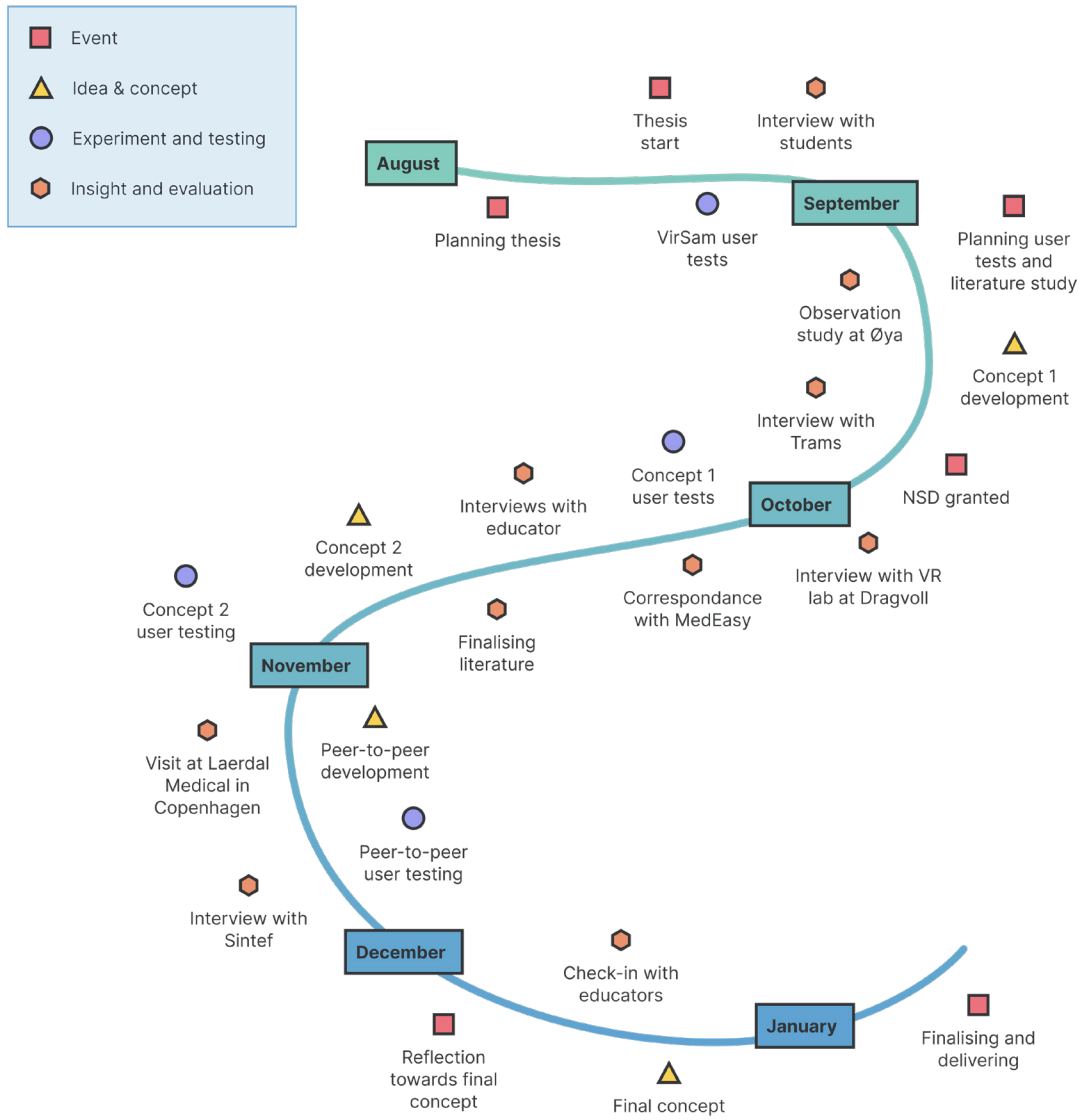 Event
Idea & concept
Experiment and testing
Insight and evaluation
Thesis
start
Interview with
students
August
September
Planning thesis
VirSam user
tests
Planning user
tests and
literature study
Observation
study at Øya
Concept 1
development
Interview with
Trams
Concept 1
user tests
NSD granted
Interviews with
educator
October
Concept 2
development
Interview with VR
lab at Dragvoll
Correspondance
with MedEasy
Concept 2
user testing
Finalising
literature
November
Visit at Laerdal
Medical in
Copenhagen
Peer-to-peer
development
Peer-to-peer
user testing
Interview with
Sintef
December
Check-in with
educators
January
Reflection
towards final
concept
Final concept
Finalising and
delivering